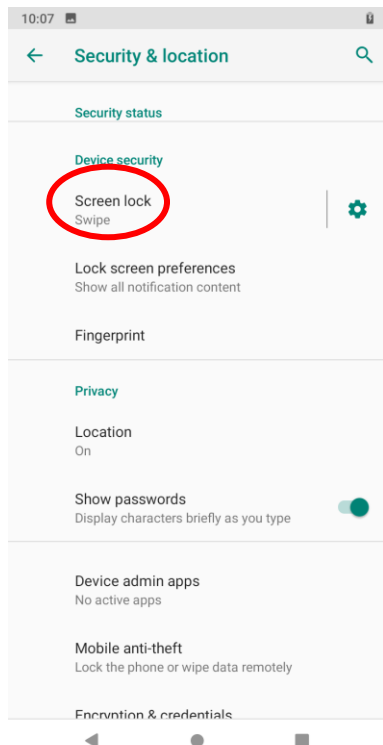 10:07
Security & location
Security status
Device security
Screen lock
Swipe
Lock screen preferences
Show all notification content
Fingerprint
Privacy
Location
On
Show passwords
Display characters briefly as you type
Device admin apps
No active apps
Mobile anti-theft
Lock the phone or wipe data remotely
Encryption & credentials